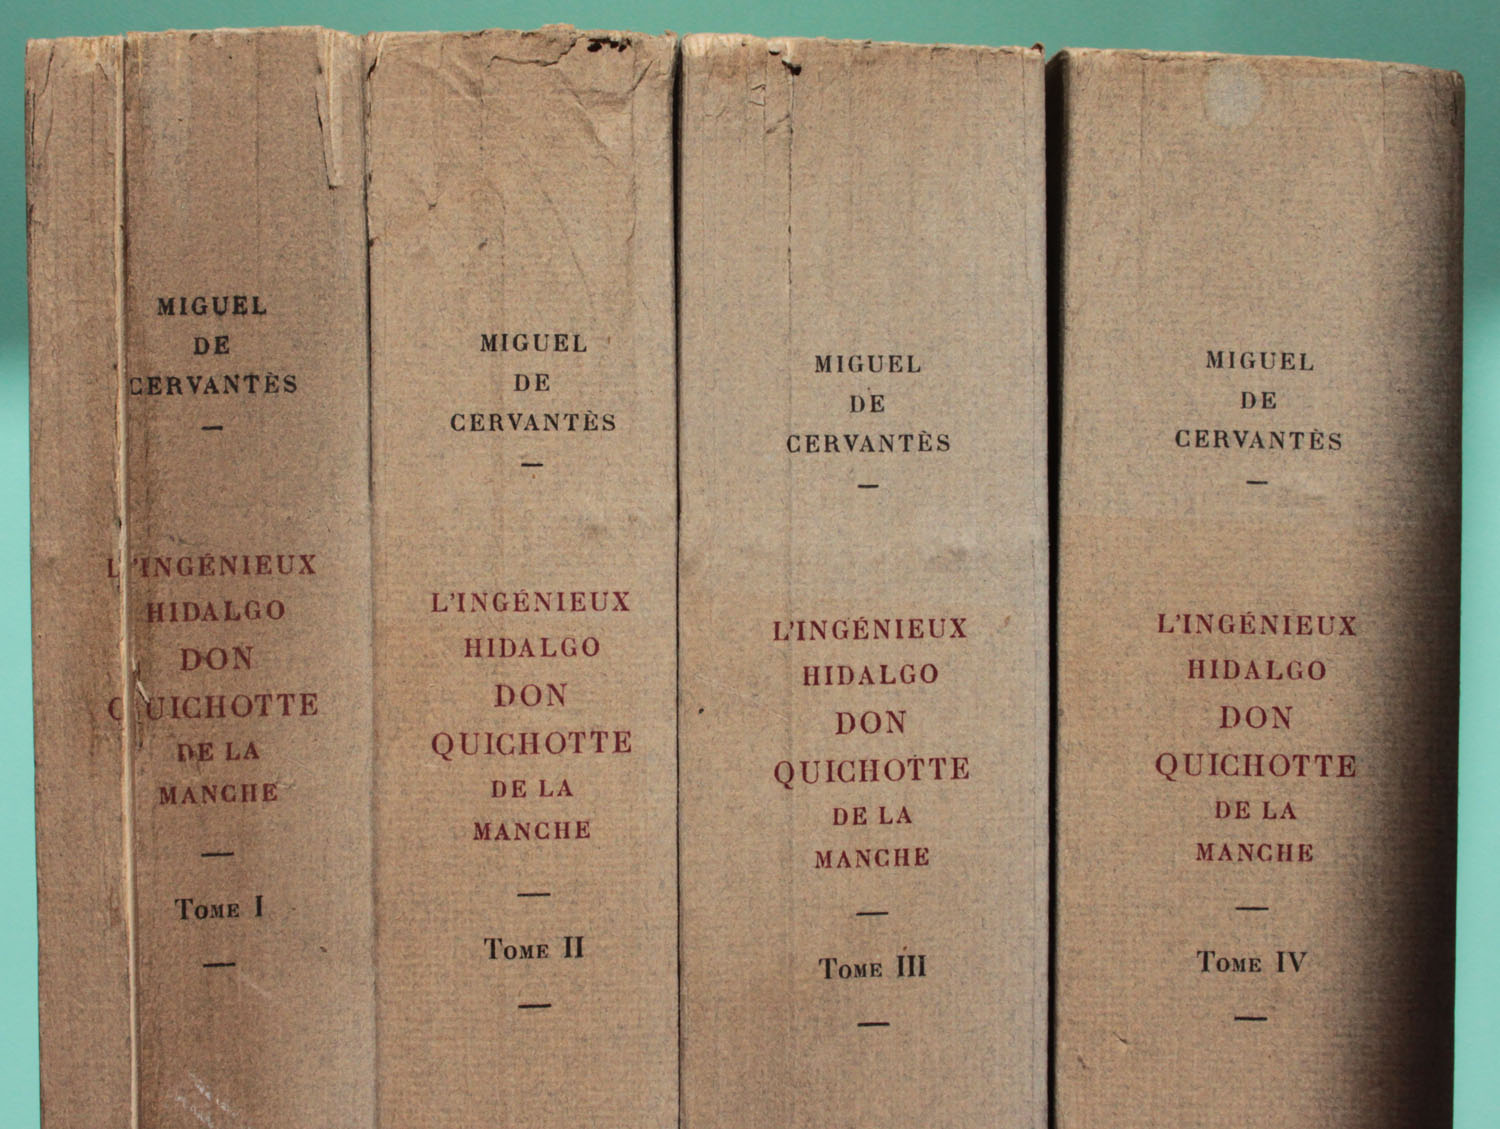 MIGUEL
DE
CERVANTÈS
L'INGÉNIEUX
HIDALGO
DON
QUICHOTTE
DE LA
MANCHE
Tome I
MIGUEL
DE
CERVANTÈS
L'INGÉNIEUX
HIDALGO
DON
QUICHOTTE
DE LA
MANCHE
Tome II
MIGUEL
DE
CERVANTÈS
L'INGÉNIEUX
HIDALGO
DON
QUICHOTTE
DE LA
MANCHE
Tome III
MIGUEL
DE
CERVANTÈS
L'INGÉNIEUX
HIDALGO
DON
QUICHOTTE
DE LA
MANCHE
Tome IV